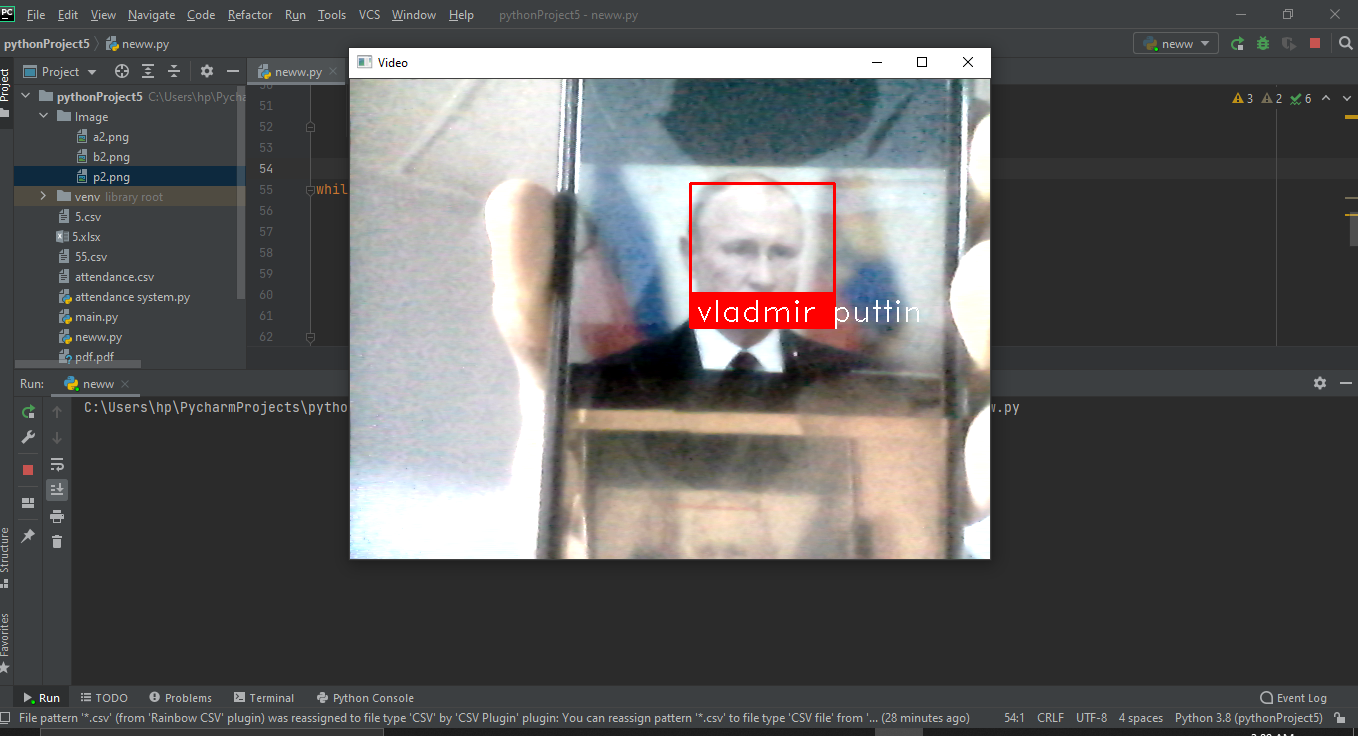 PC File Edit View Navigate Code Refactor Run Tools VCS Window Help pythonProject5 - neww.py
pythonProject5 neww.py neww
Project neww.py
Project
pythonProject5 C:\Users\hp\Pycha
Image
a2.png
b2.png
p2.png
venv library root
5.csv
5.xlsx
55.csv
attendance.csv
attendance system.py
main.py
neww.py
pdf.pdf
51
52
53
54
55 whil
56
57
58
59
60
61
62
3 2 6
Video
vladmir puttin
Run: neww
C:\Users\hp\PycharmProjects\pytho w.py
Structure
Favorites
Run TODO Problems Terminal Python Console Event Log
File pattern '*.csv' (from 'Rainbow CSV' plugin) was reassigned to file type 'CSV' by 'CSV Plugin' plugin: You can reassign pattern '*.csv' to file type 'CSV file' from '... (28 minutes ago) 54:1 CRLF UTF-8 4 spaces Python 3.8 (pythonProject5)